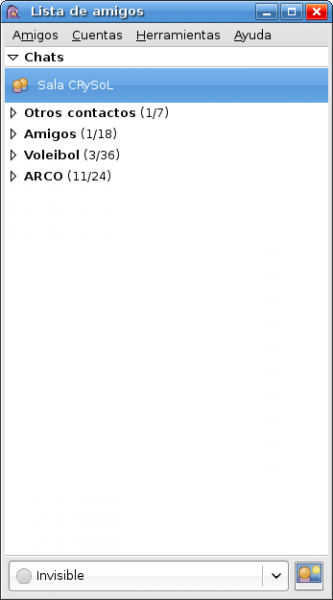 Lista de amigos
Amigos Cuentas Herramientas Ayuda
Chats
Sala CRySoL
Otros contactos (1/7)
Amigos (1/18)
Voleibol (3/36)
ARCO (11/24)
Invisible